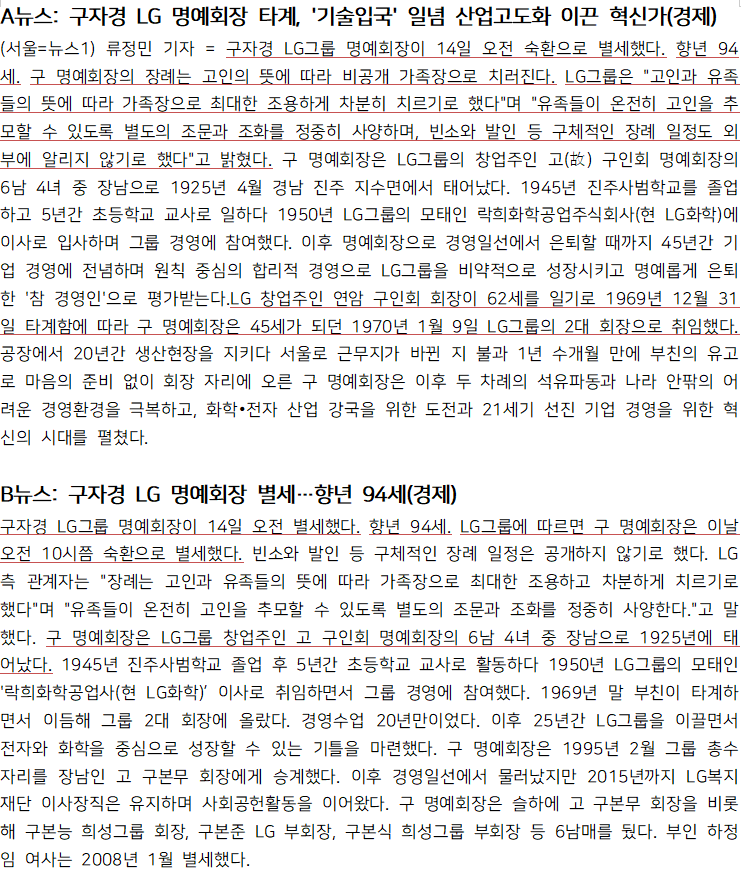 A뉴스: 구자경 LG 명예회장 타계, '기술입국' 일념 산업고도화 이끈 혁신가(경제)
(서울=뉴스1) 류정민 기자 = 구자경 LG그룹 명예회장이 14일 오전 숙환으로 별세했다. 향년 94
세. 구 명예회장의 장례는 고인의 뜻에 따라 비공개 가족장으로 치러진다. LG그룹은 "고인과 유족
들의 뜻에 따라 가족장으로 최대한 조용하게 차분히 치르기로 했다"며 "유족들이 온전히 고인을 추
모할 수 있도록 별도의 조문과 조화를 정중히 사양하며, 빈소와 발인 등 구체적인 장례 일정도 외
부에 알리지 않기로 했다"고 밝혔다. 구 명예회장은 LG그룹의 창업주인 고(故) 구인회 명예회장의
6남 4녀 중 장남으로 1925년 4월 경남 진주 지수면에서 태어났다. 1945년 진주사범학교를 졸업
하고 5년간 초등학교 교사로 일하다 1950년 LG그룹의 모태인 락희화학공업주식회사(현 LG화학)에
이사로 입사하며 그룹 경영에 참여했다. 이후 명예회장으로 경영일선에서 은퇴할 때까지 45년간 기
업 경영에 전념하며 원칙 중심의 합리적 경영으로 LG그룹을 비약적으로 성장시키고 명예롭게 은퇴
한 '참 경영인'으로 평가받는다.LG 창업주인 연암 구인회 회장이 62세를 일기로 1969년 12월 31
일 타계함에 따라 구 명예회장은 45세가 되던 1970년 1월 9일 LG그룹의 2대 회장으로 취임했다.
공장에서 20년간 생산현장을 지키다 서울로 근무지가 바뀐 지 불과 1년 수개월 만에 부친의 유고
로 마음의 준비 없이 회장 자리에 오른 구 명예회장은 이후 두 차례의 석유파동과 나라 안팎의 어
려운 경영환경을 극복하고, 화학•전자 산업 강국을 위한 도전과 21세기 선진 기업 경영을 위한 혁
신의 시대를 펼쳤다.
B뉴스: 구자경 LG 명예회장 별세…향년 94세(경제)
구자경 LG그룹 명예회장이 14일 오전 별세했다. 향년 94세. LG그룹에 따르면 구 명예회장은 이날
오전 10시쯤 숙환으로 별세했다. 빈소와 발인 등 구체적인 장례 일정은 공개하지 않기로 했다. LG
측 관계자는 "장례는 고인과 유족들의 뜻에 따라 가족장으로 최대한 조용하고 차분하게 치르기로
했다"며 "유족들이 온전히 고인을 추모할 수 있도록 별도의 조문과 조화를 정중히 사양한다."고 말
했다. 구 명예회장은 LG그룹 창업주인 고 구인회 명예회장의 6남 4녀 중 장남으로 1925년에 태
어났다. 1945년 진주사범학교 졸업 후 5년간 초등학교 교사로 활동하다 1950년 LG그룹의 모태인
'락희화학공업사(현 LG화학)’ 이사로 취임하면서 그룹 경영에 참여했다. 1969년 말 부친이 타계하
면서 이듬해 그룹 2대 회장에 올랐다. 경영수업 20년만이었다. 이후 25년간 LG그룹을 이끌면서
전자와 화학을 중심으로 성장할 수 있는 기틀을 마련했다. 구 명예회장은 1995년 2월 그룹 총수
자리를 장남인 고 구본무 회장에게 승계했다. 이후 경영일선에서 물러났지만 2015년까지 LG복지
재단 이사장직은 유지하며 사회공헌활동을 이어왔다. 구 명예회장은 슬하에 고 구본무 회장을 비롯
해 구본능 희성그룹 회장, 구본준 LG 부회장, 구본식 희성그룹 부회장 등 6남매를 뒀다. 부인 하정
임 여사는 2008년 1월 별세했다.